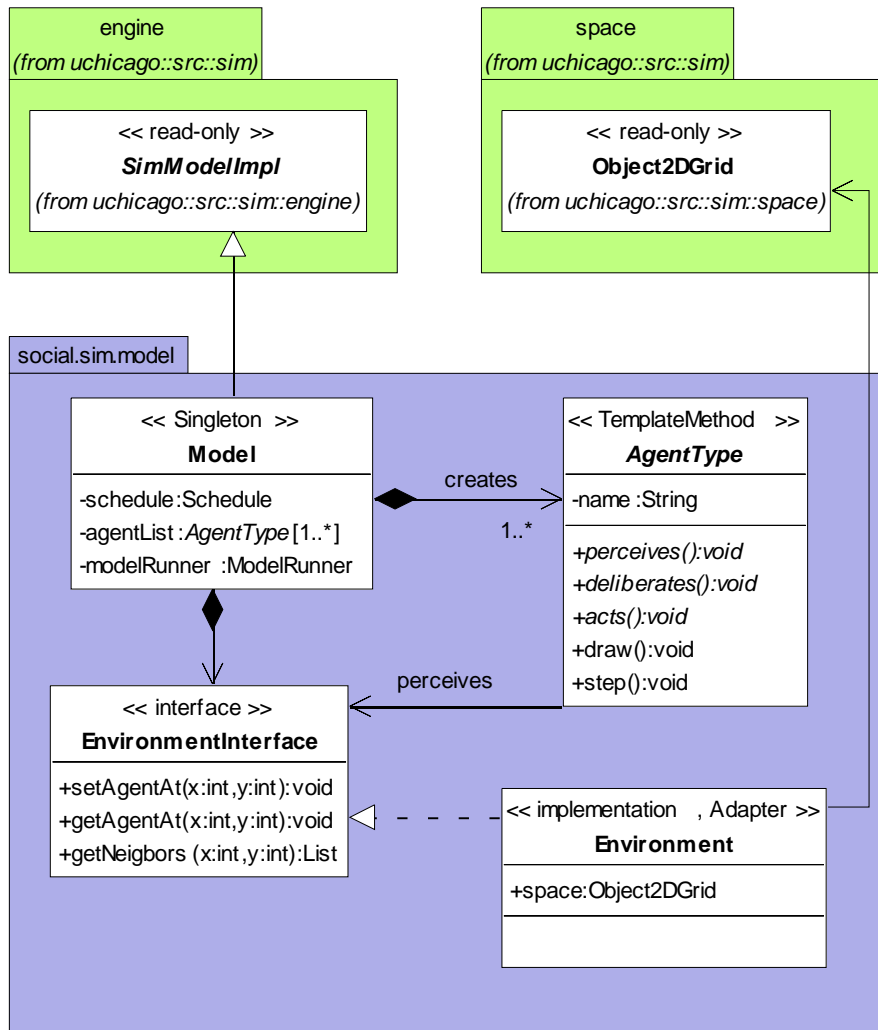 engine
(from uchicago::src::sim)
<< read-only >>
SimModelImpl
(from uchicago::src::sim::engine)
space
(from uchicago::src::sim)
<< read-only >>
Object2DGrid
(from uchicago::src::sim::space)
social.sim.model
<< Singleton >>
Model
-schedule:Schedule
-agentList:AgentType[1..*]
-modelRunner :ModelRunner
creates
1..*
<< TemplateMethod >>
AgentType
-name:String
+perceives():void
+deliberates():void
+acts():void
+draw():void
+step():void
perceives
<< interface >>
EnvironmentInterface
+setAgentAt(x:int,y:int):void
+getAgentAt(x:int,y:int):void
+getNeigbors (x:int,y:int):List
<< implementation , Adapter >>
Environment
+space:Object2DGrid